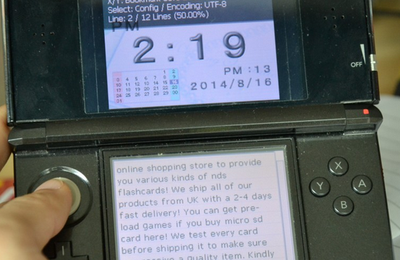 Select: Config / Encoding: UTF-8
Line: 2 / 12 Lines (50.00%)
PM
2:19
PM:13
2014/8/16
OFF
online shopping store to provide
you various kinds of nds
flashcards! We ship all of our
products from UK with a 2-4 days
fast delivery! You can get pre-
load games if you buy micro sd
card here! We test every card
before shipping it to make sure
a Quality item. Kindly
X
Y
A
B